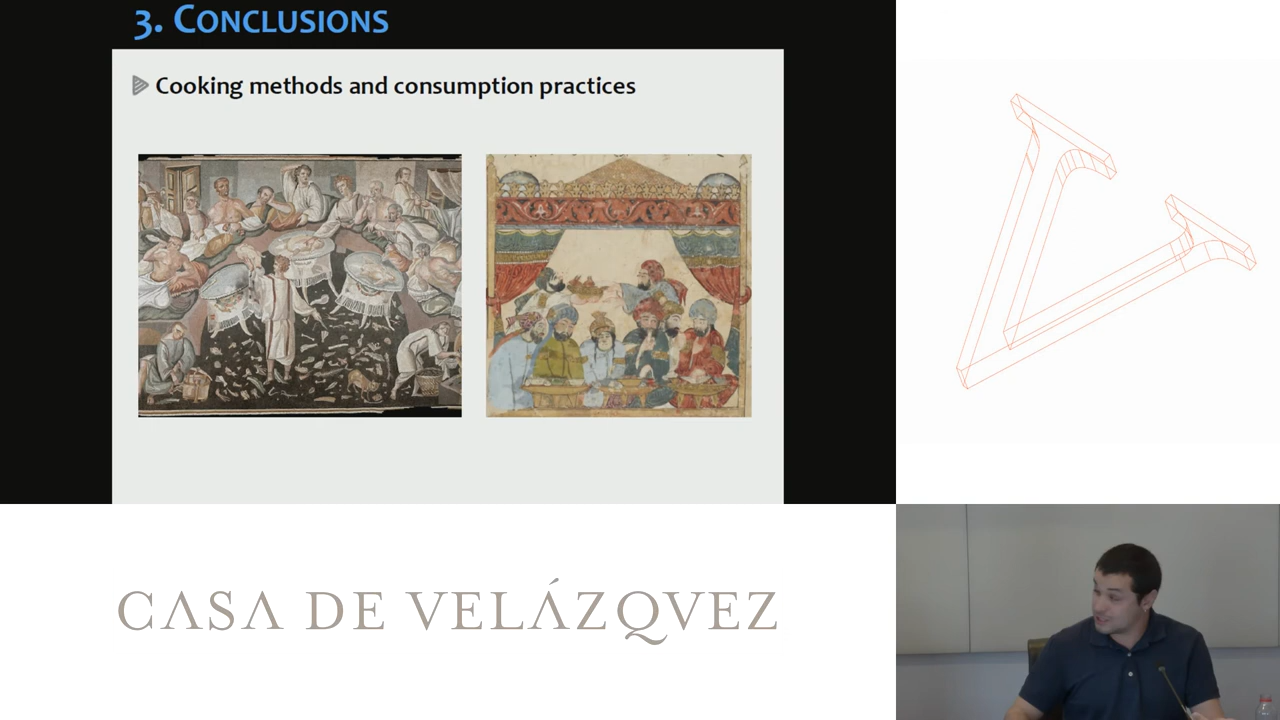 3. CONCLUSIONS
Cooking methods and consumption practices
CASA DE VELÁZQVEZ